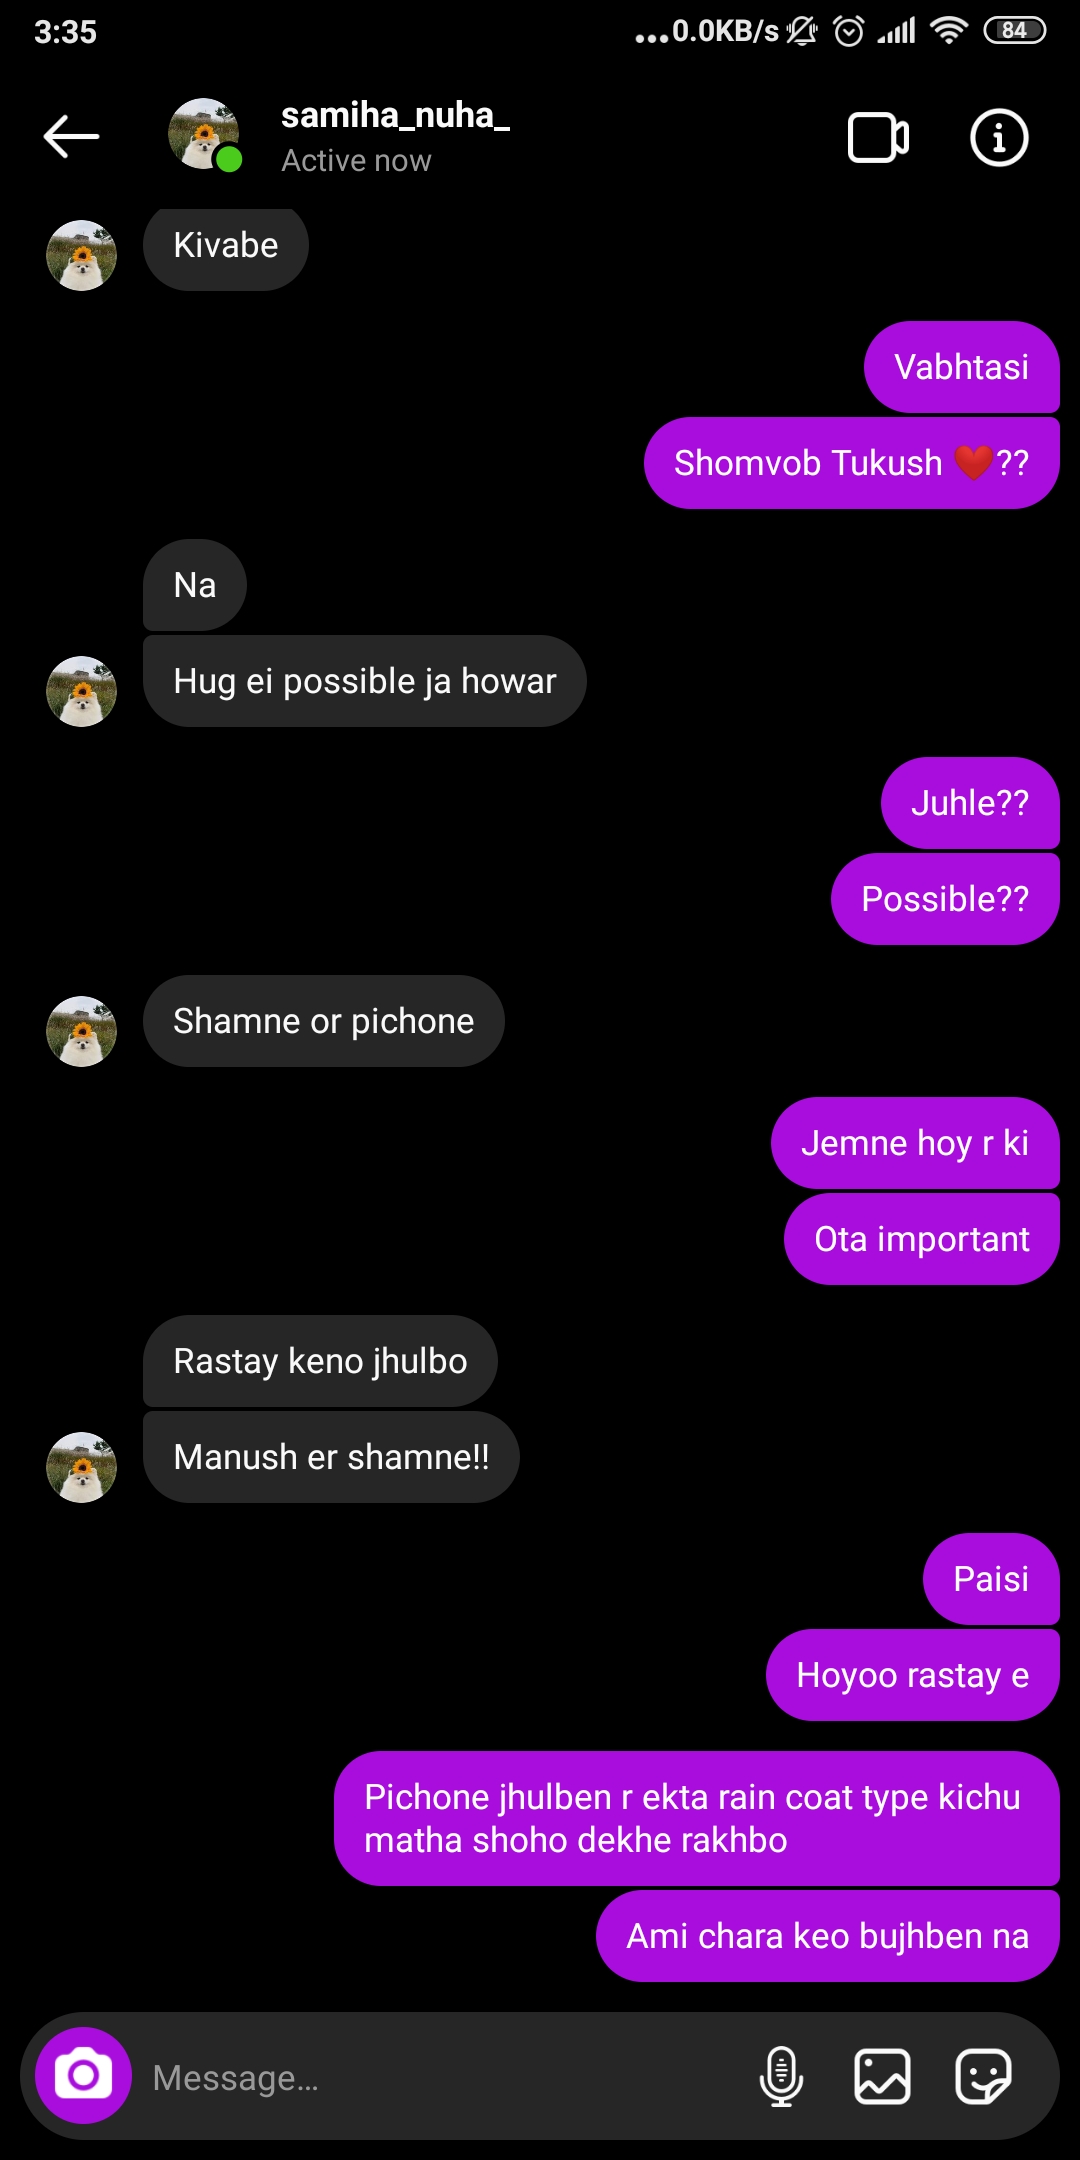 3:35
...0.0KB/s
84
samiha_nuha_
Active now
Kivabe
Vabhtasi
Shomvob Tukush ❤️??
Na
Hug ei possible ja howar
Juhle??
Possible??
Shamne or pichone
Jemne hoy r ki
Ota important
Rastay keno jhulbo
Manush er shamne!!
Paisi
Hoyoo rastay e
Pichone jhulben r ekta rain coat type kichu
matha shoho dekhe rakhbo
Ami chara keo bujhben na
Message...